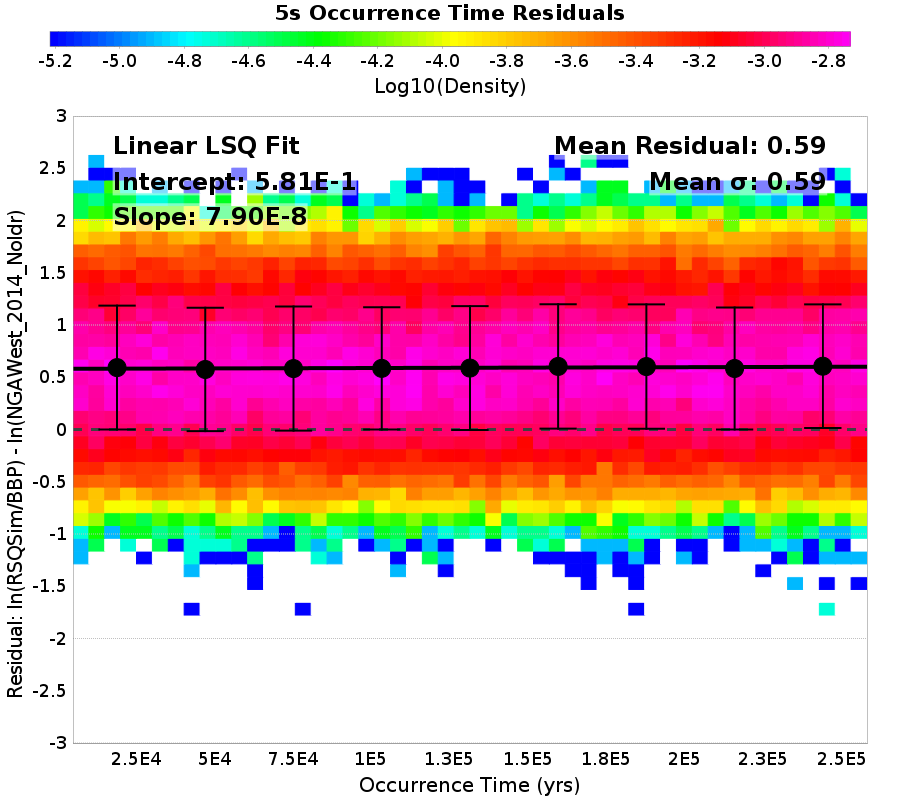 5s Occurrence Time Residuals
-5.2 -5.0 -4.8 -4.6 -4.4 -4.2 -4.0 -3.8 -3.6 -3.4 -3.2 -3.0 -2.8
Log10(Density)
Linear LSQ Fit
Intercept: 5.81E-1
Slope: 7.90E-8
Mean Residual: 0.59
Mean σ: 0.59
Residual: ln(RSQSim/BBP) - ln(NGAWest_2014_NoIdr)
3
2.5
2
1.5
1
0.5
0
-0.5
-1
-1.5
-2
-2.5
-3
2.5E4 5E4 7.5E4 1E5 1.3E5 1.5E5 1.8E5 2E5 2.3E5 2.5E5
Occurrence Time (yrs)